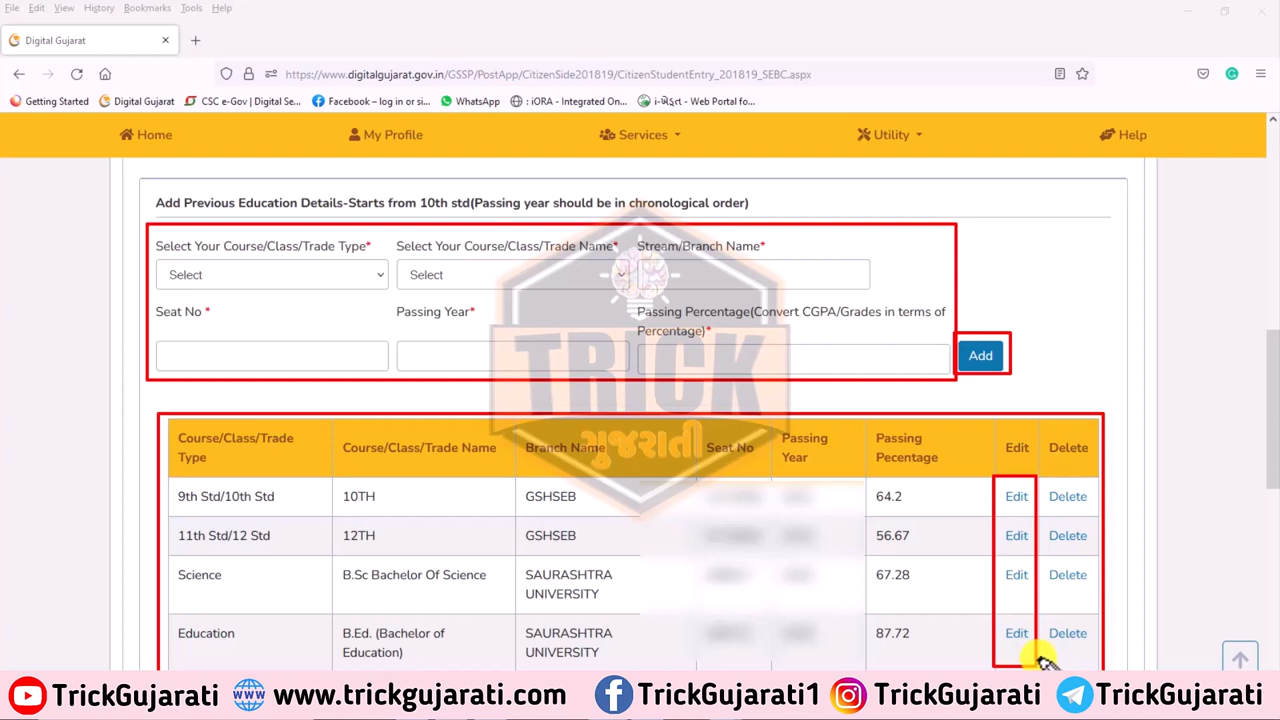 File Edit View History Bookmarks Tools Help
Digital Gujarat
https://www.digitalgujarat.gov.in/GSSP/PostApp/CitizenSide201819/CitizenStudentEntry_201819_SEBC.aspx
Getting Started Digital Gujarat CSC e-Gov | Digital Se... Facebook – log in or si... WhatsApp : iORA - Integrated On... i-ખેડૂત - Web Portal fo...
Home My Profile Services Utility Help
Add Previous Education Details-Starts from 10th std(Passing year should be in chronological order)
Select Your Course/Class/Trade Type* Select Your Course/Class/Trade Name* Stream/Branch Name*
Select Select
Seat No * Passing Year* Passing Percentage(Convert CGPA/Grades in terms of
Percentage)*
Add
TRICK
ગુજરાતી
Course/Class/Trade Type Course/Class/Trade Name Branch Name Seat No Passing Year Passing Pecentage Edit Delete
9th Std/10th Std 10TH GSHSEB 64.2 Edit Delete
11th Std/12 Std 12TH GSHSEB 56.67 Edit Delete
Science B.Sc Bachelor Of Science SAURASHTRA UNIVERSITY 67.28 Edit Delete
Education B.Ed. (Bachelor of Education) SAURASHTRA UNIVERSITY 87.72 Edit Delete
TrickGujarati www.trickgujarati.com TrickGujarati1 TrickGujarati TrickGujarati